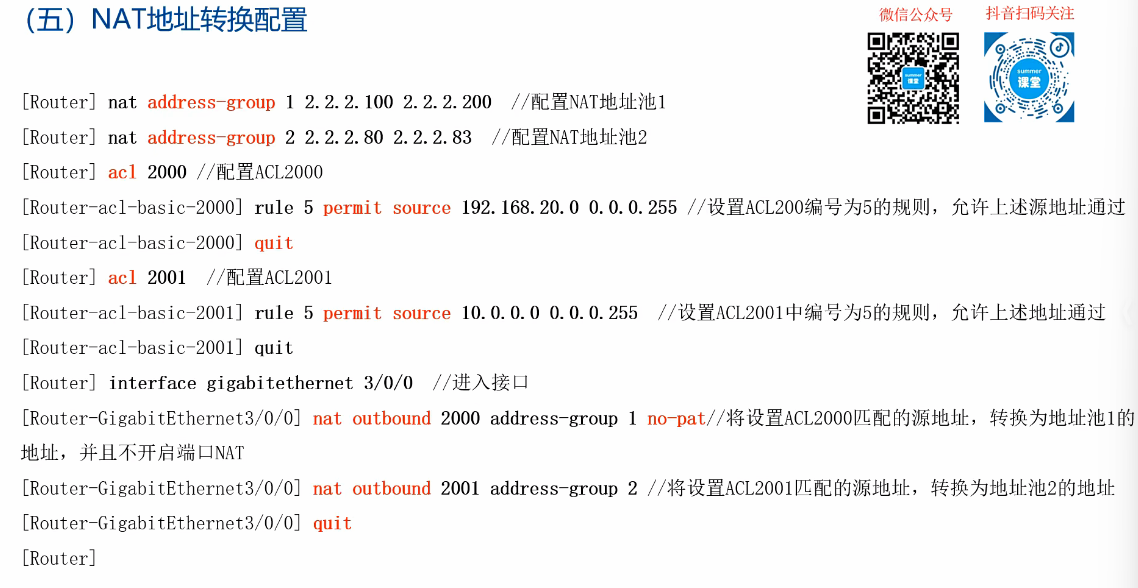 （五）NAT地址转换配置
微信公众号
抖音扫码关注
summer
课堂
summer
课堂
[Router] nat address-group 1 2.2.2.100 2.2.2.200 //配置NAT地址池1
[Router] nat address-group 2 2.2.2.80 2.2.2.83 //配置NAT地址池2
[Router] acl 2000 //配置ACL2000
[Router-acl-basic-2000] rule 5 permit source 192.168.20.0 0.0.0.255 //设置ACL200编号为5的规则，允许上述源地址通过
[Router-acl-basic-2000] quit
[Router] acl 2001 //配置ACL2001
[Router-acl-basic-2001] rule 5 permit source 10.0.0.0 0.0.0.255 //设置ACL2001中编号为5的规则，允许上述地址通过
[Router-acl-basic-2001] quit
[Router] interface gigabitethernet 3/0/0 //进入接口
[Router-GigabitEthernet3/0/0] nat outbound 2000 address-group 1 no-pat//将设置ACL2000匹配的源地址，转换为地址池1的
地址，并且不开启端口NAT
[Router-GigabitEthernet3/0/0] nat outbound 2001 address-group 2 //将设置ACL2001匹配的源地址，转换为地址池2的地址
[Router-GigabitEthernet3/0/0] quit
[Router]